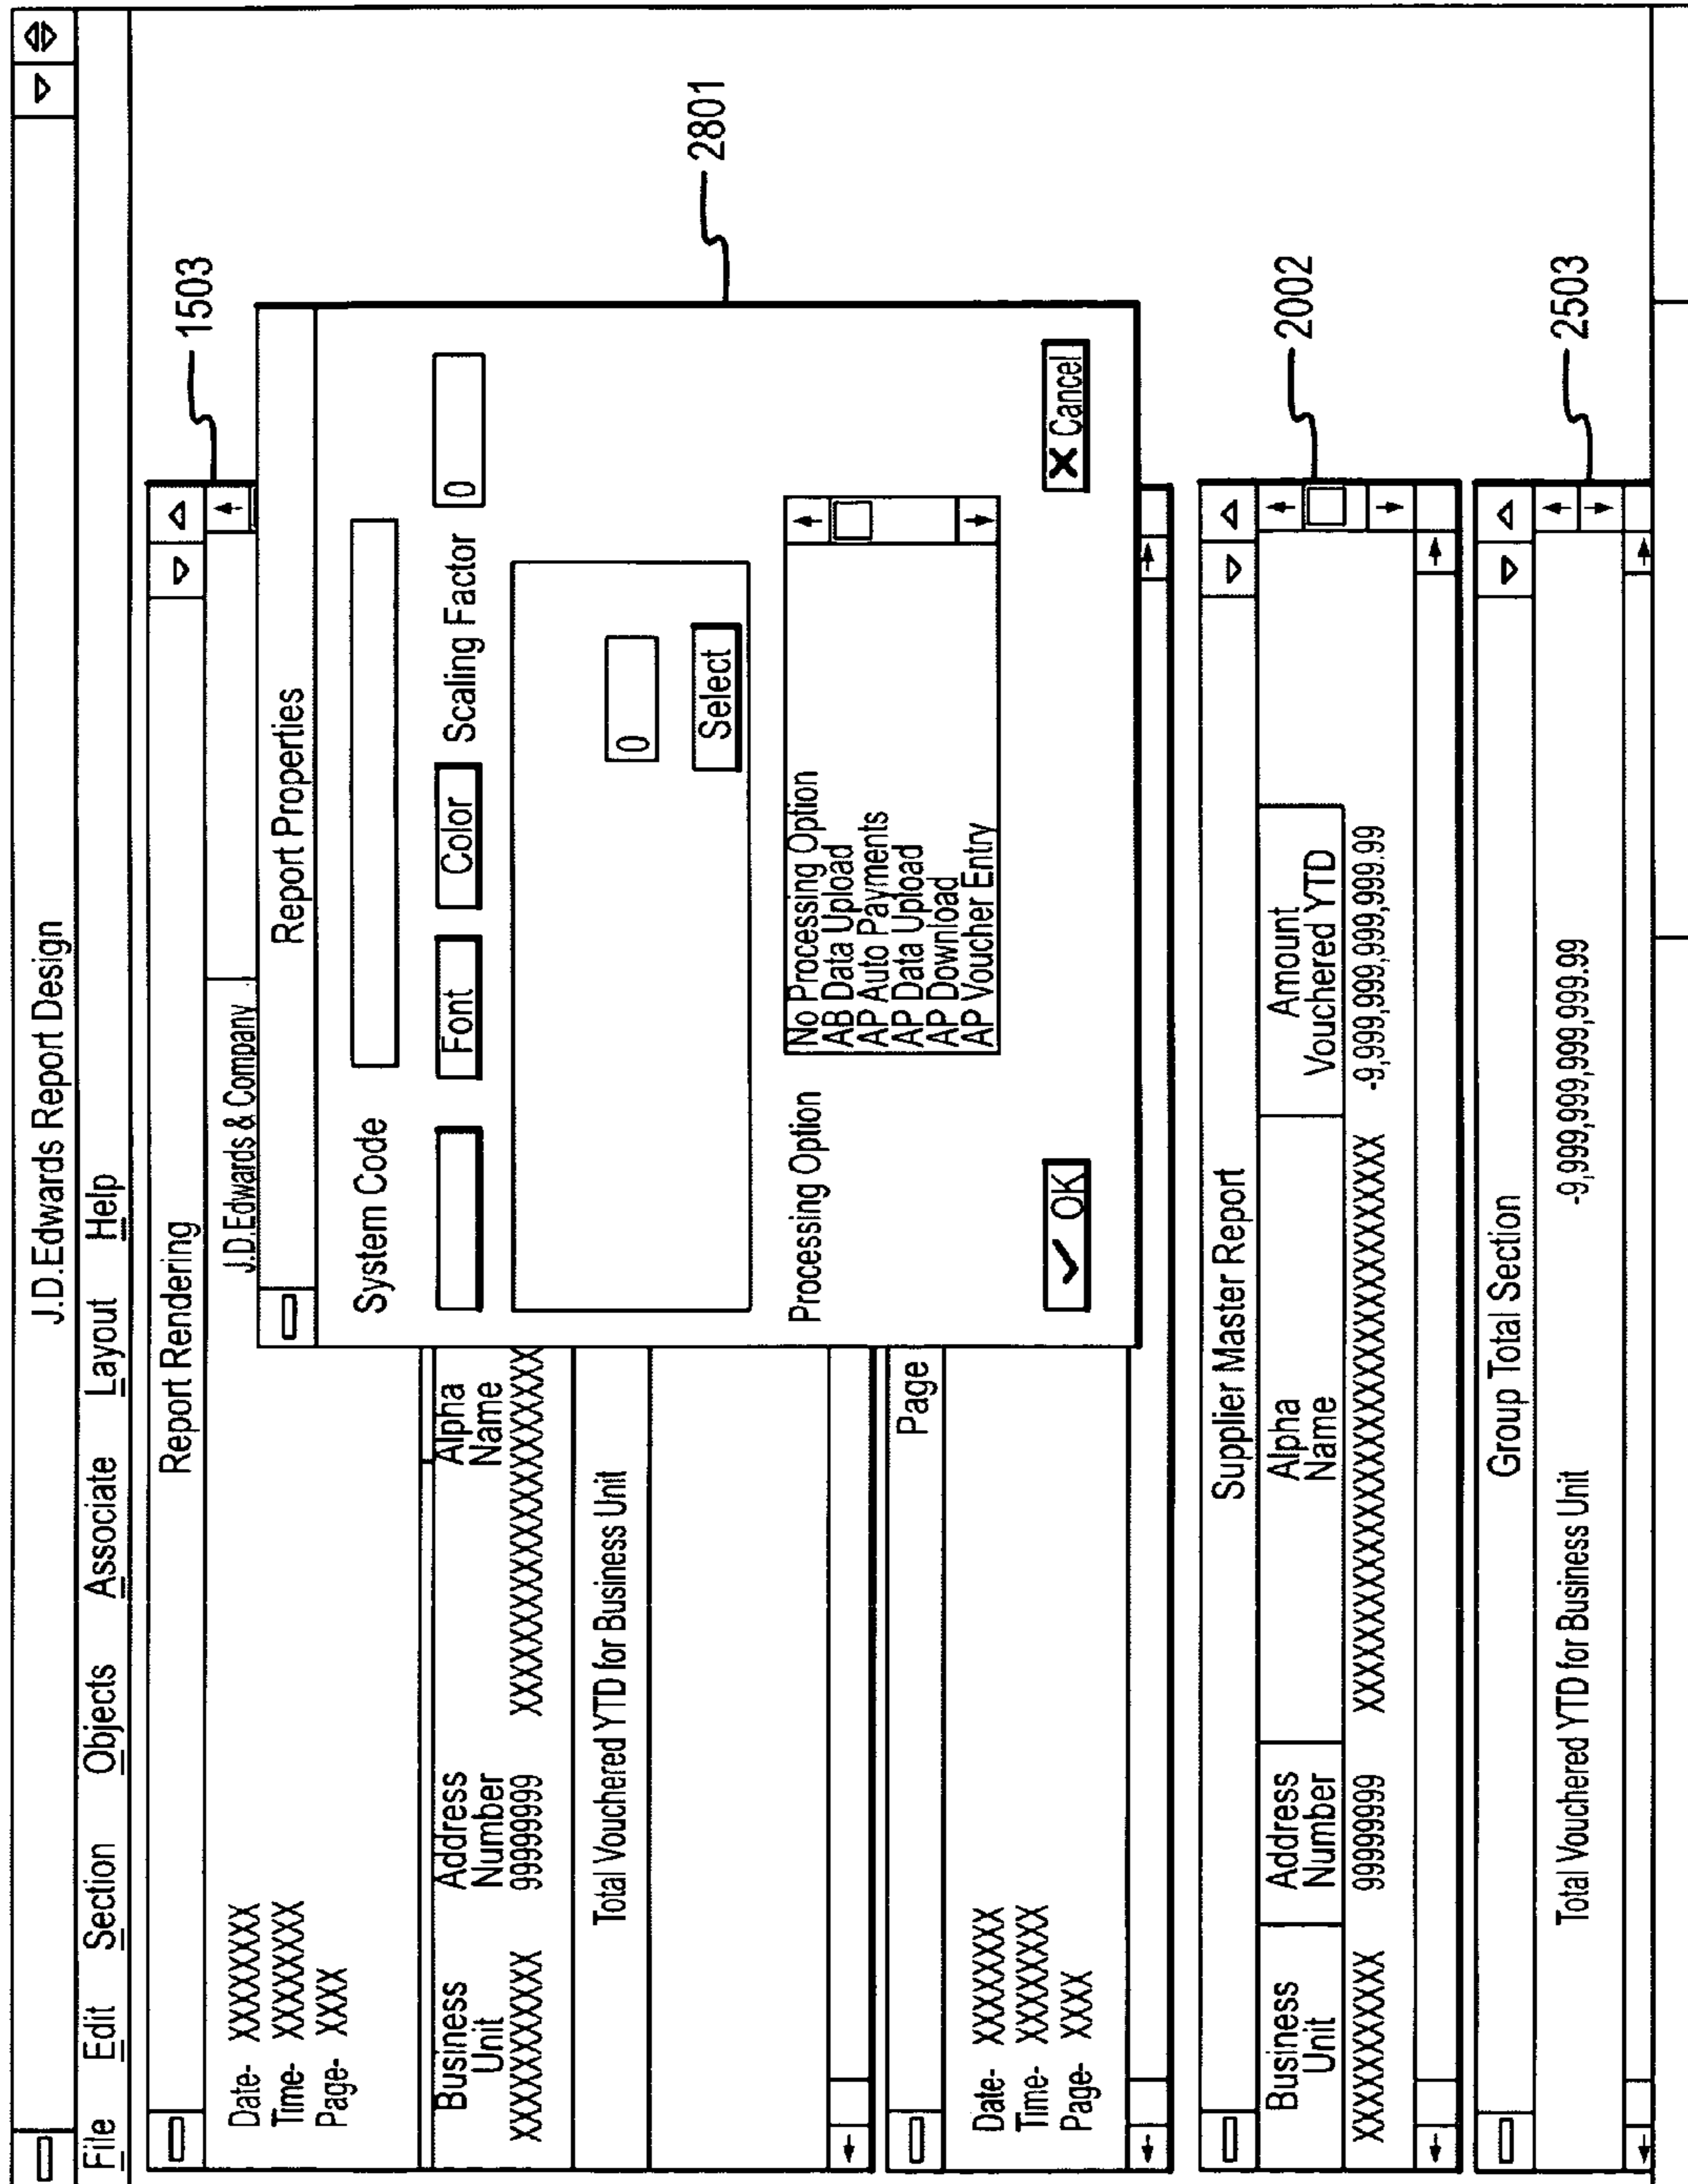 J.D.Edwards Report Design
File Edit Section Objects Associate Layout Help
Report Rendering
1503
J.D.Edwards & Company
Date- XXXXXXXX
Time- XXXXXXXX
Page- XXXX
Business Unit
Address Number
Alpha Name
99999999
Total Vouchered YTD for Business Unit
Report Properties
2801
System Code
Font
Color
Scaling Factor
0
0
Select
Processing Option
No Processing Option
AB Data Upload
AP Auto Payments
AP Data Upload
AP Download
AP Voucher Entry
OK
Cancel
Page
Date- XXXXXXXX
Time- XXXXXXXX
Page- XXXX
Supplier Master Report
2002
Business Unit
Address Number
Alpha Name
Amount Vouchered YTD
99999999
-9,999,999,999,999,999.99
Group Total Section
2503
Total Vouchered YTD for Business Unit
-9,999,999,999,999,999.99